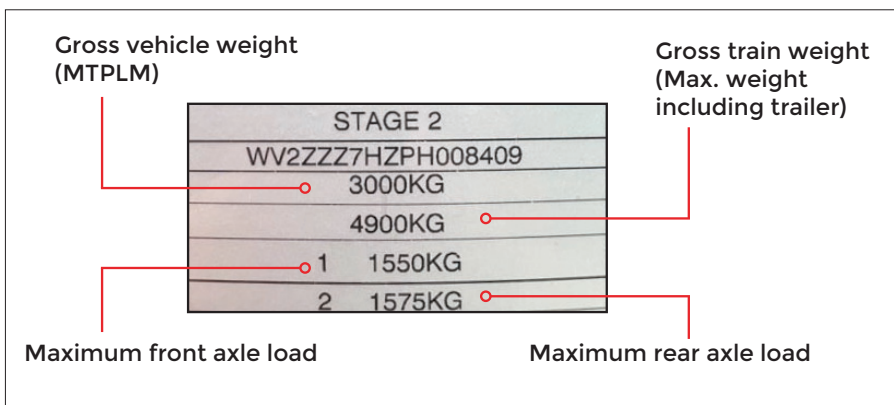 Gross vehicle weight
(MTPLM)
Gross train weight
(Max. weight
including trailer)
STAGE 2
WV2ZZZ7HZPH008409
3000KG
4900KG
1 1550KG
2 1575KG
Maximum front axle load
Maximum rear axle load